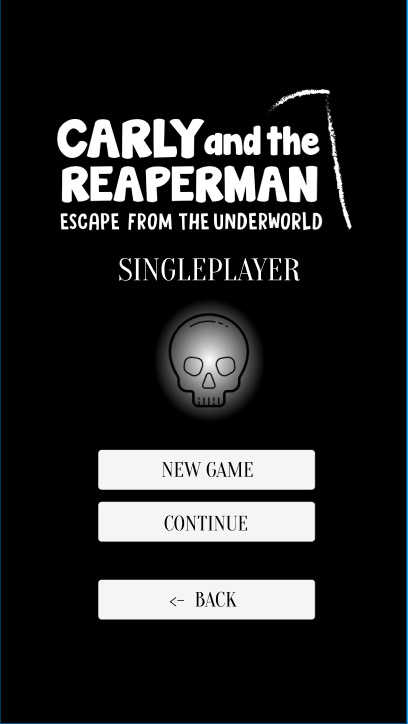 CARLY and the
REAPERMAN
ESCAPE FROM THE UNDERWORLD
SINGLEPLAYER
NEW GAME
CONTINUE
<- BACK